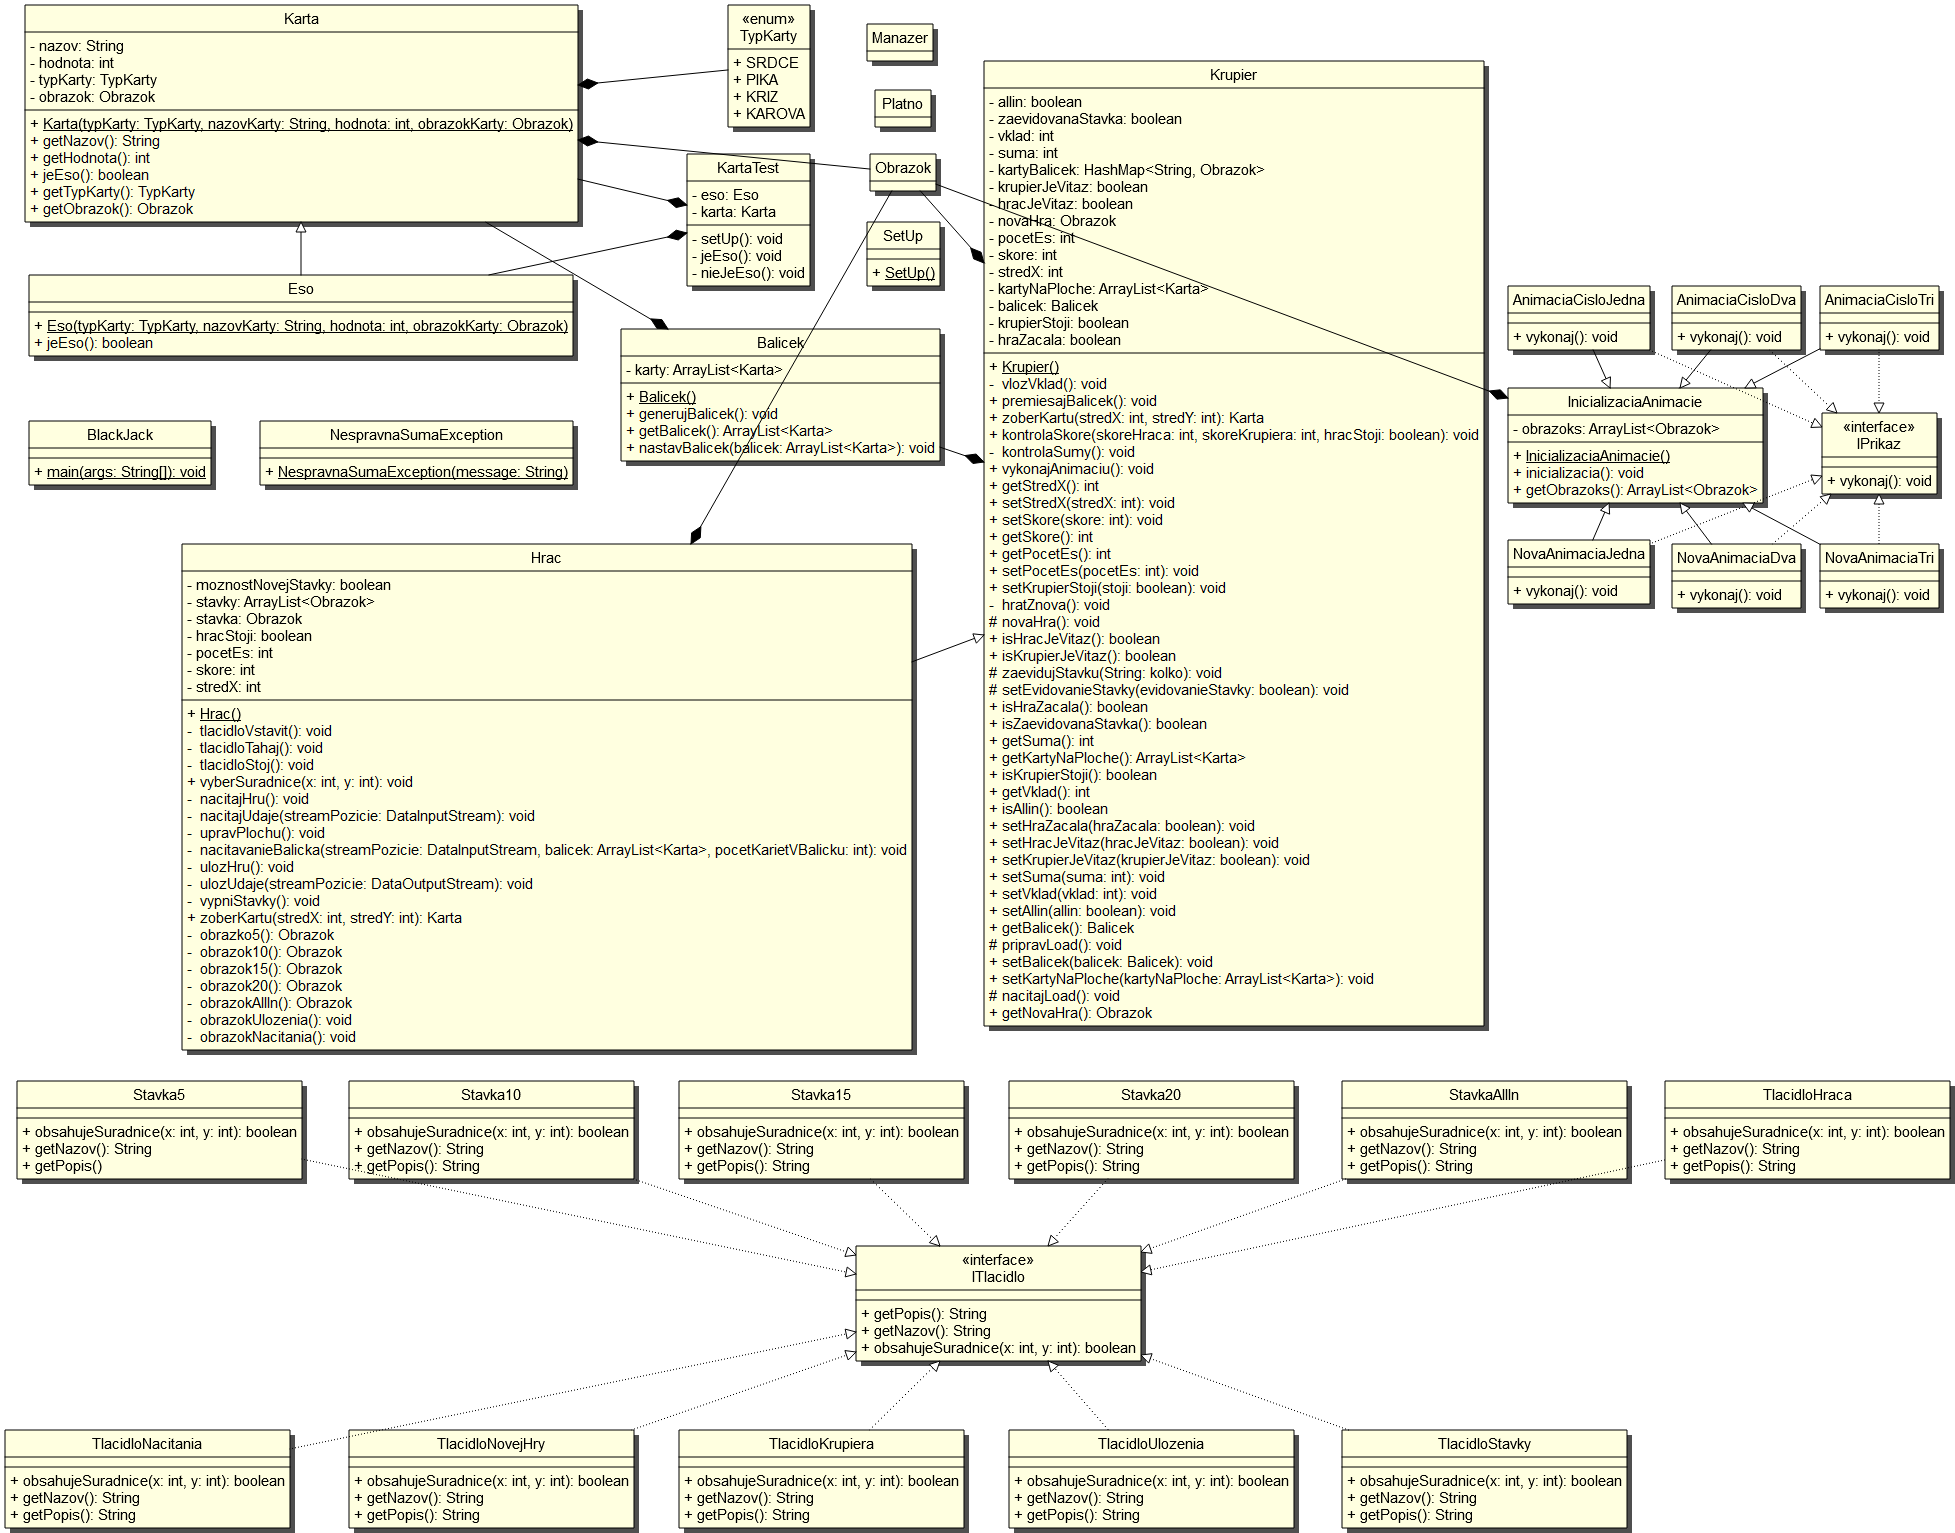 Karta
- nazov: String
- hodnota: int
- typKarty: TypKarty
- obrazok: Obrazok
+ Karta(typKarty: TypKarty, nazovKarty: String, hodnota: int, obrazokKarty: Obrazok)
+ getNazov(): String
+ getHodnota(): int
+ jeEso(): boolean
+ getTypKarty(): TypKarty
+ getObrazok(): Obrazok
«enum»
TypKarty
+ SRDCE
+ PIKA
+ KRIZ
+ KAROVA
Manazer
Platno
Obrazok
KartaTest
- eso: Eso
- karta: Karta
- setUp(): void
- jeEso(): void
- nieJeEso(): void
SetUp
+ SetUp()
Eso
+ Eso(typKarty: TypKarty, nazovKarty: String, hodnota: int, obrazokKarty: Obrazok)
+ jeEso(): boolean
Balicek
- karty: ArrayList<Karta>
+ Balicek()
+ generujBalicek(): void
+ getBalicek(): ArrayList<Karta>
+ nastavBalicek(balicek: ArrayList<Karta>): void
BlackJack
+ main(args: String[]): void
NespravnaSumaException
+ NespravnaSumaException(message: String)
Krupier
- allin: boolean
- zaevidovanaStavka: boolean
- vklad: int
- suma: int
- kartyBalicek: HashMap<String, Obrazok>
- krupierJeVitaz: boolean
- hracJeVitaz: boolean
- novaHra: Obrazok
- pocetEs: int
- skore: int
- stredX: int
- kartyNaPloche: ArrayList<Karta>
- balicek: Balicek
- krupierStoji: boolean
- hraZacala: boolean
+ Krupier()
- vlozVklad(): void
+ premiesajBalicek(): void
+ zoberKartu(stredX: int, stredY: int): Karta
+ kontrolaSkore(skoreHraca: int, skoreKrupiera: int, hracStoji: boolean): void
- kontrolaSumy(): void
+ vykonajAnimaciu(): void
+ getStredX(): int
+ setStredX(stredX: int): void
+ setSkore(skore: int): void
+ getSkore(): int
+ getPocetEs(): int
+ setPocetEs(pocetEs: int): void
+ setKrupierStoji(stoji: boolean): void
- hratZnova(): void
# novaHra(): void
+ isHracJeVitaz(): boolean
+ isKrupierJeVitaz(): boolean
# zaevidujStavku(String: kolko): void
# setEvidovanieStavky(evidovanieStavky: boolean): void
+ isHraZacala(): boolean
+ isZaevidovanaStavka(): boolean
+ getSuma(): int
+ getKartyNaPloche(): ArrayList<Karta>
+ isKrupierStoji(): boolean
+ getVklad(): int
+ isAllin(): boolean
+ setHraZacala(hraZacala: boolean): void
+ setHracJeVitaz(hracJeVitaz: boolean): void
+ setKrupierJeVitaz(krupierJeVitaz: boolean): void
+ setSuma(suma: int): void
+ setVklad(vklad: int): void
+ setAllin(allin: boolean): void
+ getBalicek(): Balicek
# pripravLoad(): void
+ setBalicek(balicek: Balicek): void
+ setKartyNaPloche(kartyNaPloche: ArrayList<Karta>): void
# nacitajLoad(): void
+ getNovaHra(): Obrazok
AnimaciaCisloJedna
+ vykonaj(): void
AnimaciaCisloDva
+ vykonaj(): void
AnimaciaCisloTri
+ vykonaj(): void
InicializaciaAnimacie
- obrazoks: ArrayList<Obrazok>
+ InicializaciaAnimacie()
+ inicializacia(): void
+ getObrazoks(): ArrayList<Obrazok>
«interface»
IPrikaz
+ vykonaj(): void
NovaAnimaciaJedna
+ vykonaj(): void
NovaAnimaciaDva
+ vykonaj(): void
NovaAnimaciaTri
+ vykonaj(): void
Hrac
- moznostNovejStavky: boolean
- stavky: ArrayList<Obrazok>
- stavka: Obrazok
- hracStoji: boolean
- pocetEs: int
- skore: int
- stredX: int
+ Hrac()
- tlacidloVstavit(): void
- tlacidloTahaj(): void
- tlacidloStoj(): void
+ vyberSuradnice(x: int, y: int): void
- nacitajHru(): void
- nacitajUdaje(streamPozicie: DataInputStream): void
- upravPlochu(): void
- nacitavanieBalicka(streamPozicie: DataInputStream, balicek: ArrayList<Karta>, pocetKarietVBalicku: int): void
- ulozHru(): void
- ulozUdaje(streamPozicie: DataOutputStream): void
- vypniStavky(): void
+ zoberKartu(stredX: int, stredY: int): Karta
- obrazko5(): Obrazok
- obrazok10(): Obrazok
- obrazok15(): Obrazok
- obrazok20(): Obrazok
- obrazokAllIn(): Obrazok
- obrazokUlozenia(): void
- obrazokNacitania(): void
Stavka5
+ obsahujeSuradnice(x: int, y: int): boolean
+ getNazov(): String
+ getPopis()
Stavka10
+ obsahujeSuradnice(x: int, y: int): boolean
+ getNazov(): String
+ getPopis(): String
Stavka15
+ obsahujeSuradnice(x: int, y: int): boolean
+ getNazov(): String
+ getPopis(): String
Stavka20
+ obsahujeSuradnice(x: int, y: int): boolean
+ getNazov(): String
+ getPopis(): String
StavkaAllIn
+ obsahujeSuradnice(x: int, y: int): boolean
+ getNazov(): String
+ getPopis(): String
TlacidloHraca
+ obsahujeSuradnice(x: int, y: int): boolean
+ getNazov(): String
+ getPopis(): String
«interface»
ITlacidlo
+ getPopis(): String
+ getNazov(): String
+ obsahujeSuradnice(x: int, y: int): boolean
TlacidloNacitania
+ obsahujeSuradnice(x: int, y: int): boolean
+ getNazov(): String
+ getPopis(): String
TlacidloNovejHry
+ obsahujeSuradnice(x: int, y: int): boolean
+ getNazov(): String
+ getPopis(): String
TlacidloKrupiera
+ obsahujeSuradnice(x: int, y: int): boolean
+ getNazov(): String
+ getPopis(): String
TlacidloUlozenia
+ obsahujeSuradnice(x: int, y: int): boolean
+ getNazov(): String
+ getPopis(): String
TlacidloStavky
+ obsahujeSuradnice(x: int, y: int): boolean
+ getNazov(): String
+ getPopis(): String